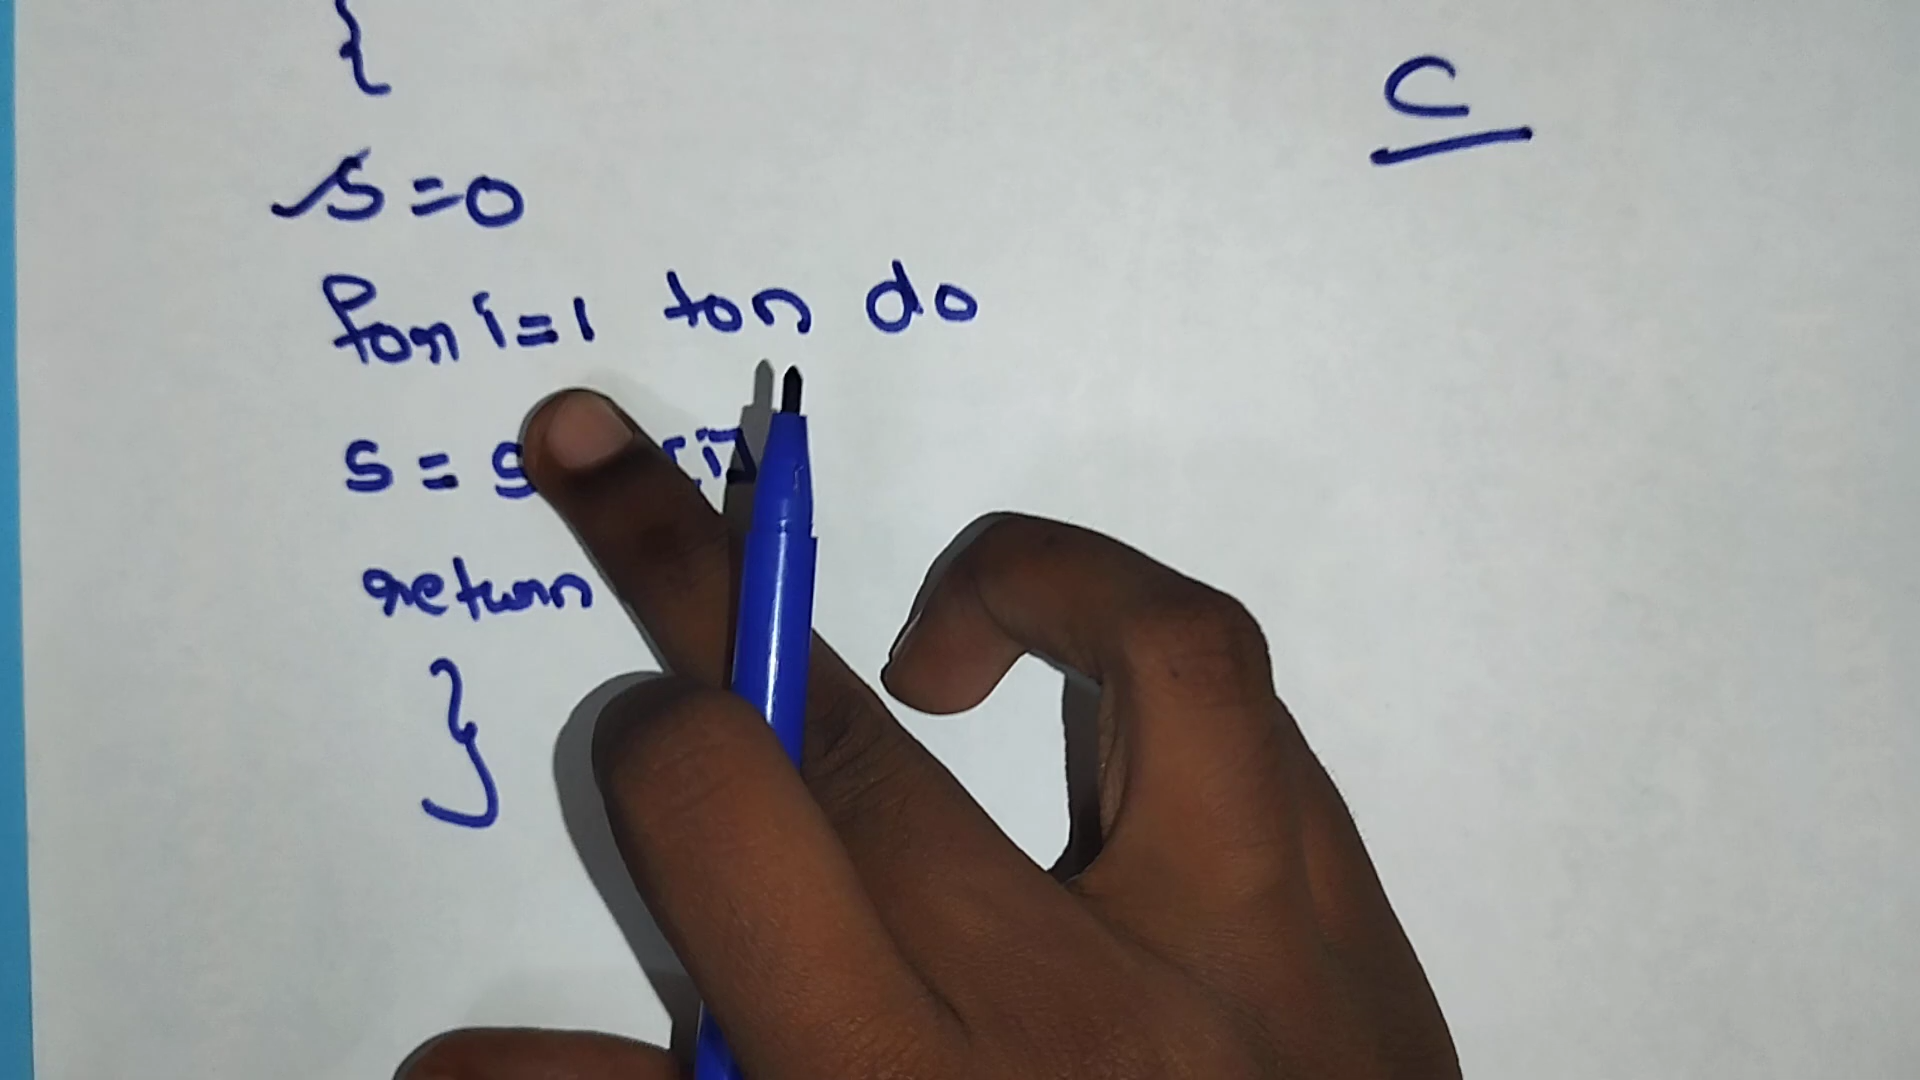 {
C
s=0
for i=1 to n do
s = s [i]
return
}